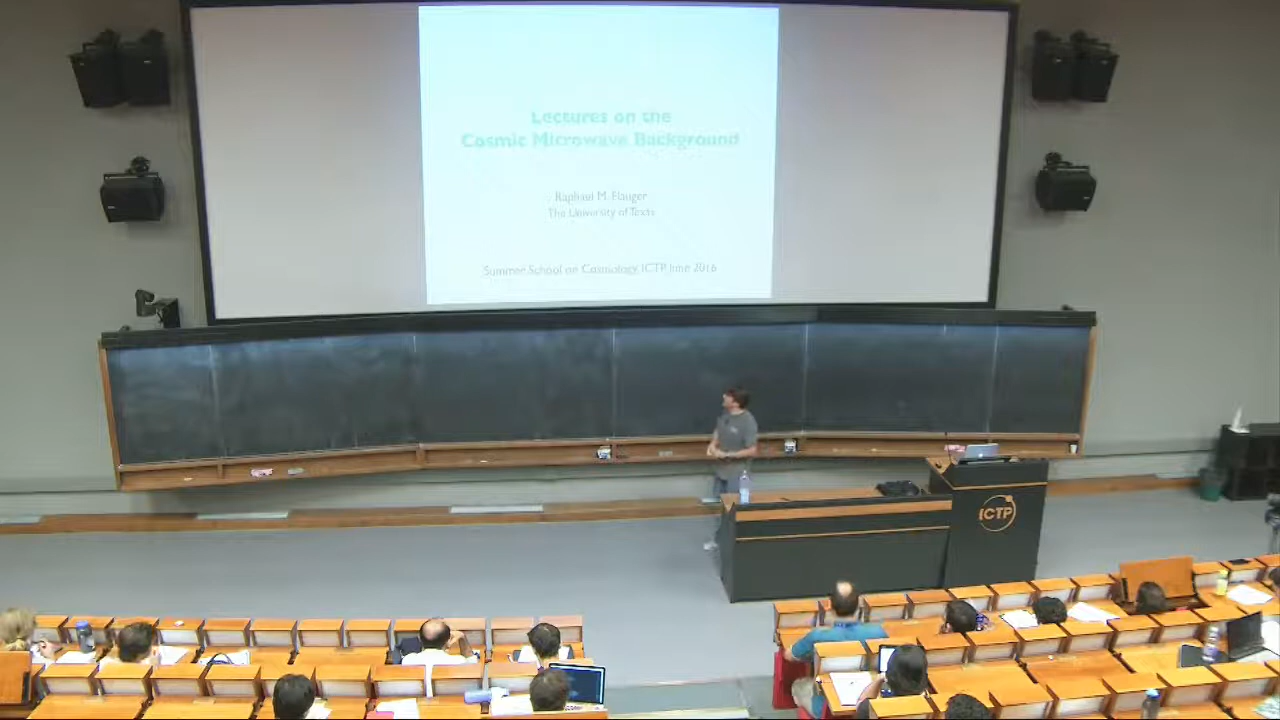 Lectures on the
Cosmic Microwave Background
Raphael M. Flauger
The University of Texas
Summer School on Cosmology, ICTP, June 2016
ICTP